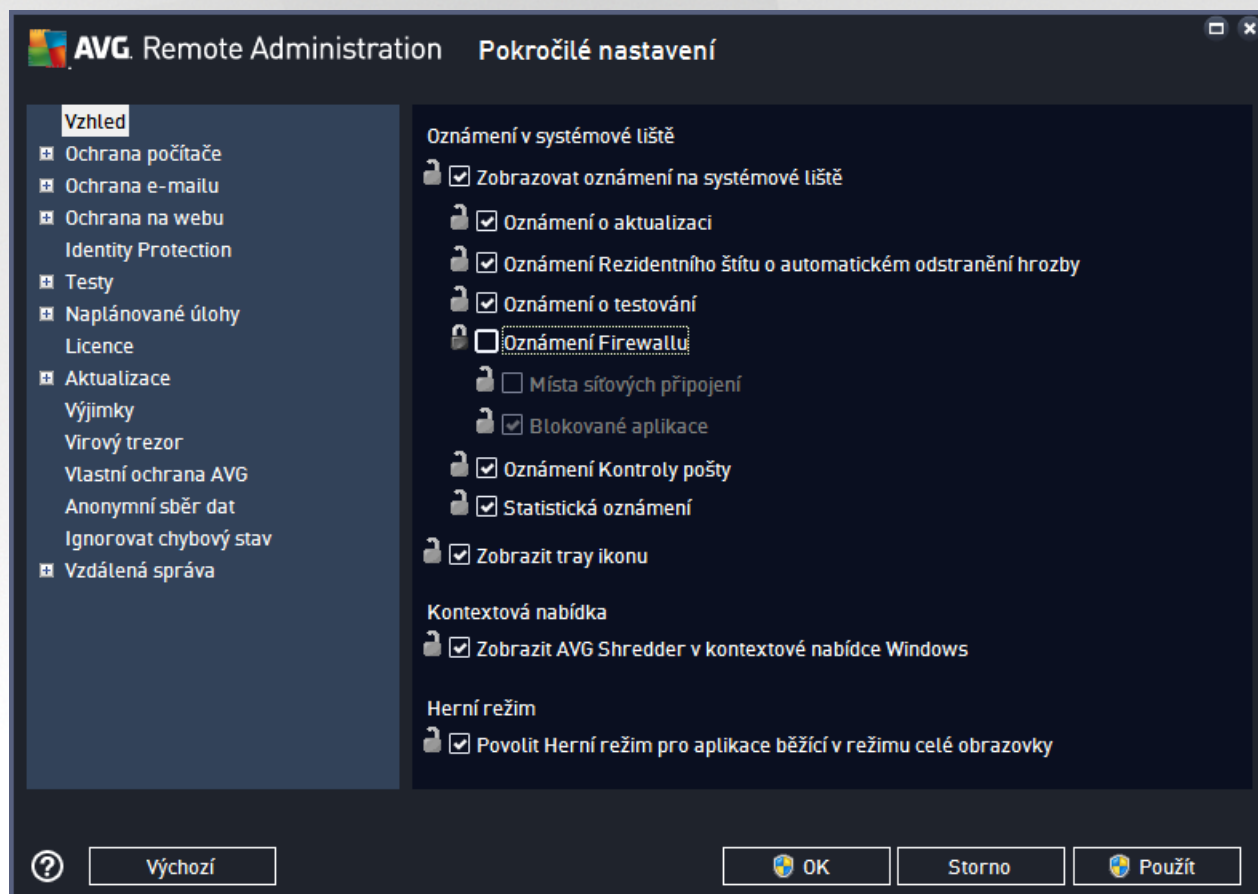 AVG. Remote Administration Pokročilé nastavení
Vzhled
Ochrana počítače
Ochrana e-mailu
Ochrana na webu
Identity Protection
Testy
Naplánované úlohy
Licence
Aktualizace
Výjimky
Virový trezor
Vlastní ochrana AVG
Anonymní sběr dat
Ignorovat chybový stav
Vzdálená správa
Oznámení v systémové liště
Zobrazovat oznámení na systémové liště
Oznámení o aktualizaci
Oznámení Rezidentního štítu o automatickém odstranění hrozby
Oznámení o testování
Oznámení Firewallu
Místa síťových připojení
Blokované aplikace
Oznámení Kontroly pošty
Statistická oznámení
Zobrazit tray ikonu
Kontextová nabídka
Zobrazit AVG Shredder v kontextové nabídce Windows
Herní režim
Povolit Herní režim pro aplikace běžící v režimu celé obrazovky
Výchozí
OK
Storno
Použít